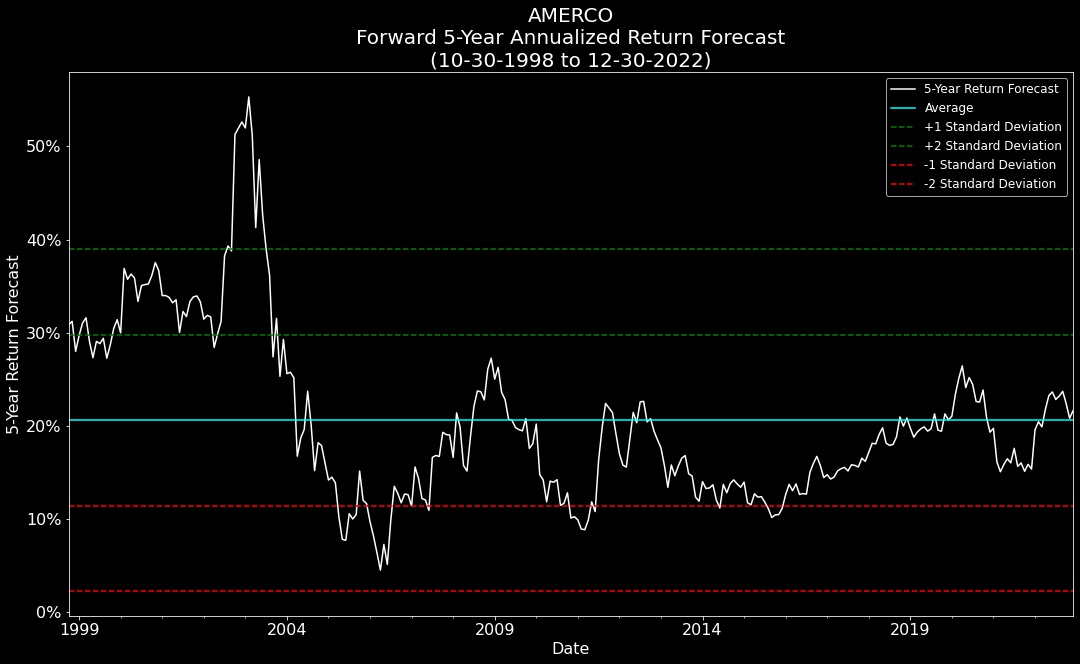 AMERCO
Forward 5-Year Annualized Return Forecast
(10-30-1998 to 12-30-2022)
5-Year Return Forecast
Average
+1 Standard Deviation
+2 Standard Deviation
-1 Standard Deviation
-2 Standard Deviation
5-Year Return Forecast
50%
40%
30%
20%
10%
0%
1999
2004
2009
2014
2019
Date